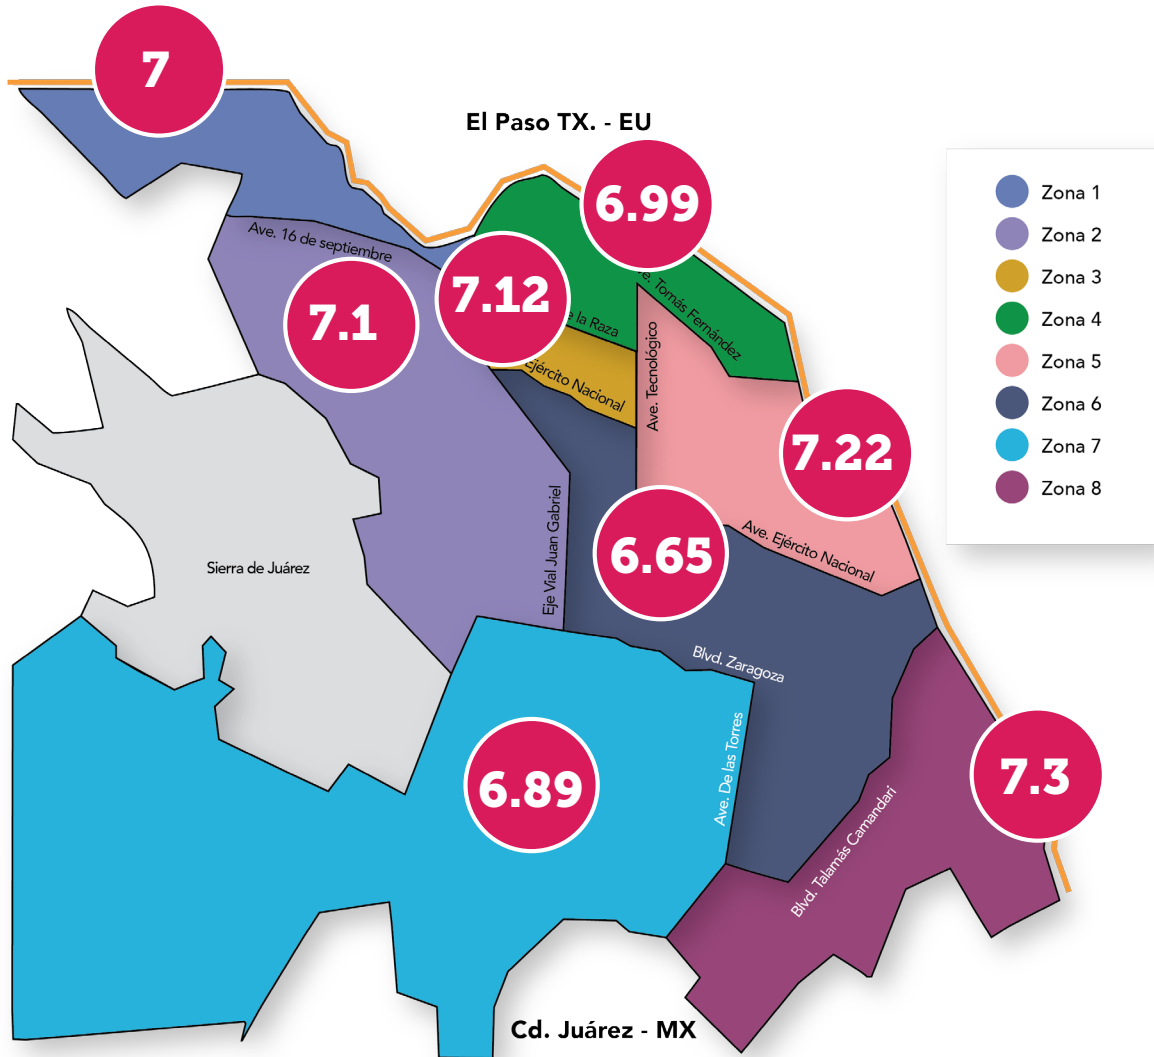 7
El Paso TX. - EU
6.99
Zona 1
Zona 2
Zona 3
Zona 4
Zona 5
Zona 6
Zona 7
Zona 8
Ave. 16 de septiembre
7.1
7.12
la Raza
Tomás Fernández
Ejército Nacional
Ave. Tecnológico
7.22
Eje Vial Juan Gabriel
6.65
Ave. Ejército Nacional
Sierra de Juárez
Blvd. Zaragoza
6.89
Ave. De las Torres
7.3
Blvd. Talamás Camandarí
Cd. Juárez - MX